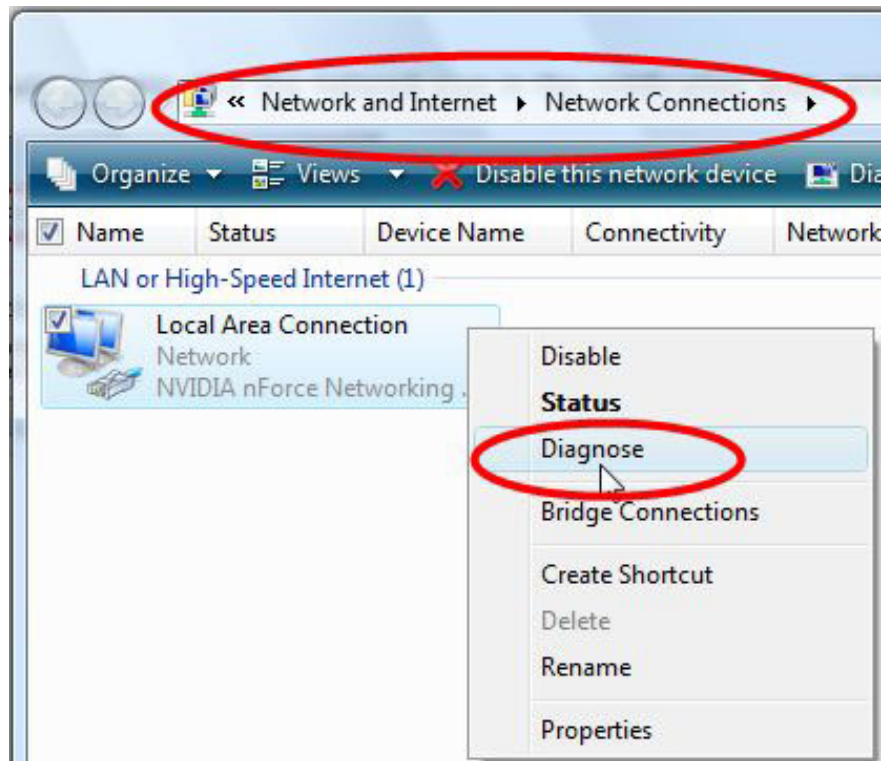 « Network and Internet ▸ Network Connections ▸
Organize Views Disable this network device
Name Status Device Name Connectivity Network
LAN or High-Speed Internet (1)
Local Area Connection
Network
NVIDIA nForce Networking .
Disable
Status
Diagnose
Bridge Connections
Create Shortcut
Delete
Rename
Properties